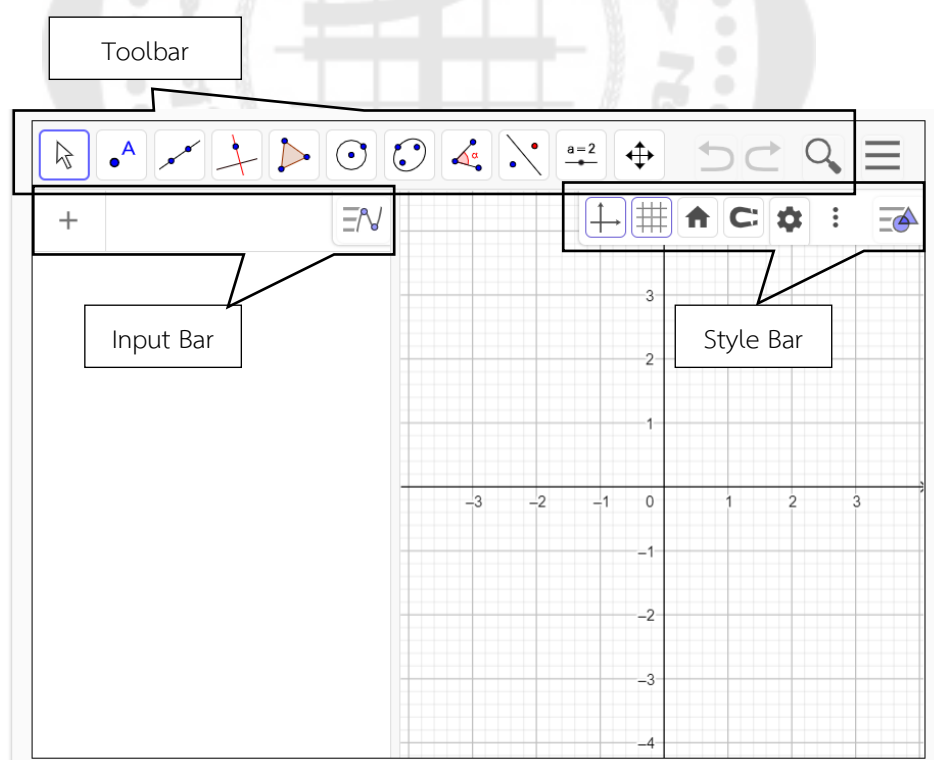 Toolbar
A
α
a=2
Input Bar
Style Bar
3
2
1
–3 –2 –1 0 1 2 3
–1
–2
–3
–4